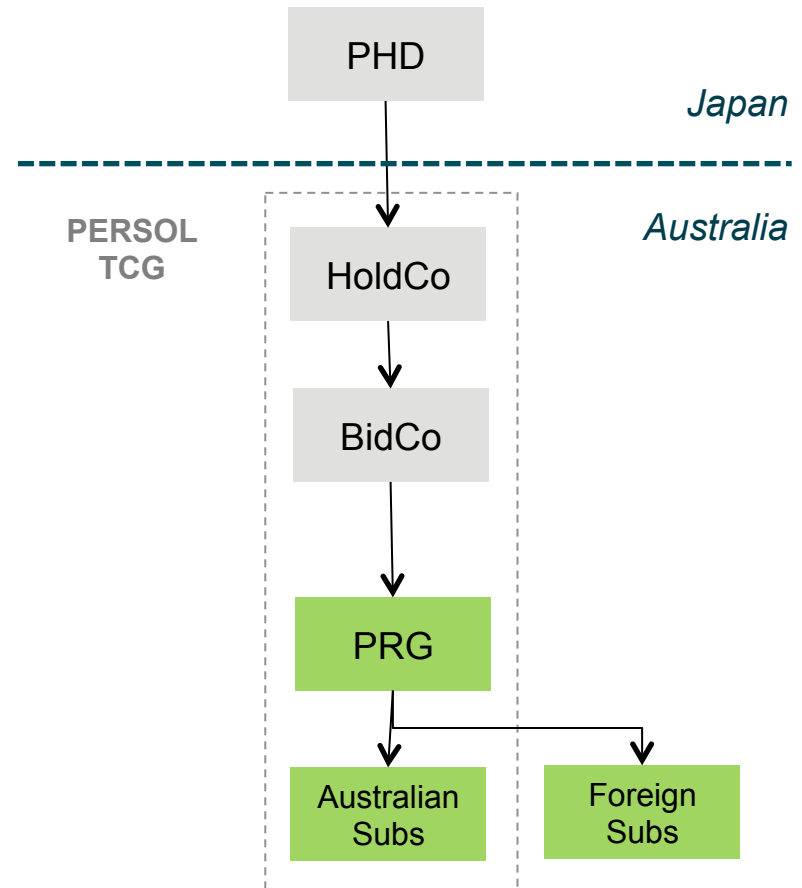 PHD
Japan
PERSOL
TCG
Australia
HoldCo
BidCo
PRG
Australian
Subs
Foreign
Subs